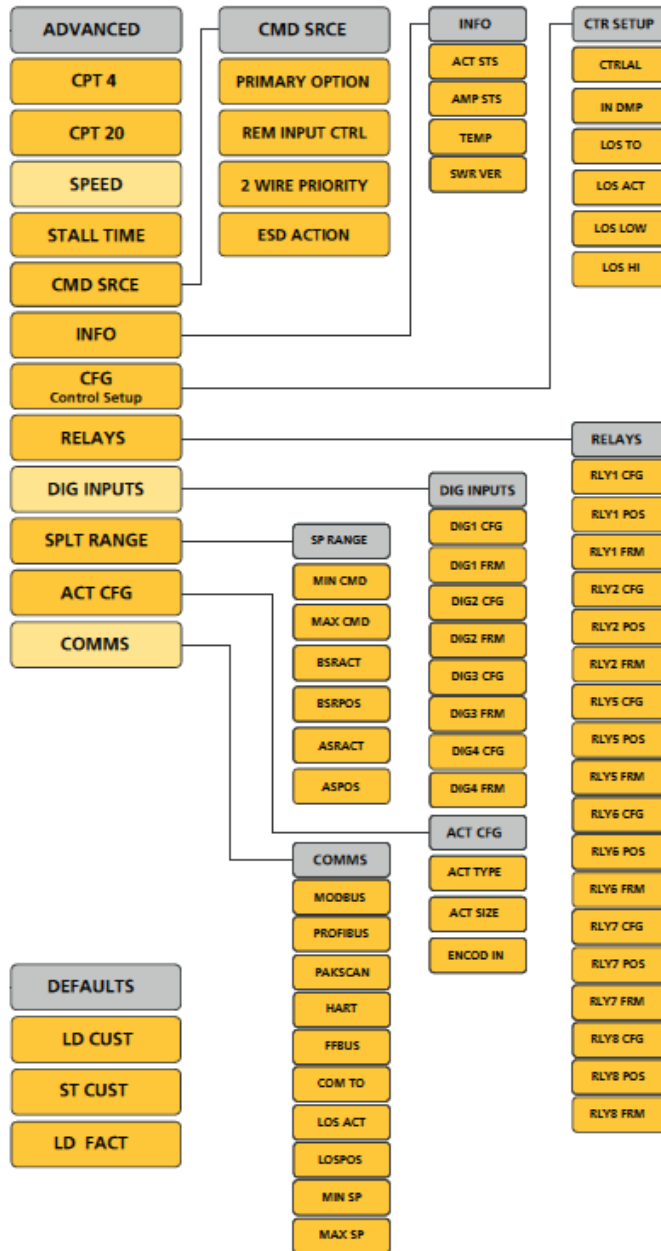 ADVANCED
CPT 4
CPT 20
SPEED
STALL TIME
CMD SRCE
INFO
CFG
Control Setup
RELAYS
DIG INPUTS
SPLT RANGE
ACT CFG
COMMS
DEFAULTS
LD CUST
ST CUST
LD FACT
CMD SRCE
PRIMARY OPTION
REM INPUT CTRL
2 WIRE PRIORITY
ESD ACTION
SP RANGE
MIN CMD
MAX CMD
BSRACT
BSRPOS
ASRACT
ASPOS
COMMS
MODBUS
PROFIBUS
PAKSCAN
HART
FFBUS
COM TO
LOS ACT
LOSPOS
MIN SP
MAX SP
INFO
ACT STS
AMP STS
TEMP
SWR VER
DIG INPUTS
DIG1 CFG
DIG1 FRM
DIG2 CFG
DIG2 FRM
DIG3 CFG
DIG3 FRM
DIG4 CFG
DIG4 FRM
ACT CFG
ACT TYPE
ACT SIZE
ENCOD IN
CTR SETUP
CTRLAL
IN DMP
LOS TO
LOS ACT
LOS LOW
LOS HI
RELAYS
RLY1 CFG
RLY1 POS
RLY1 FRM
RLY2 CFG
RLY2 POS
RLY2 FRM
RLY5 CFG
RLY5 POS
RLY5 FRM
RLY6 CFG
RLY6 POS
RLY6 FRM
RLY7 CFG
RLY7 POS
RLY7 FRM
RLY8 CFG
RLY8 POS
RLY8 FRM